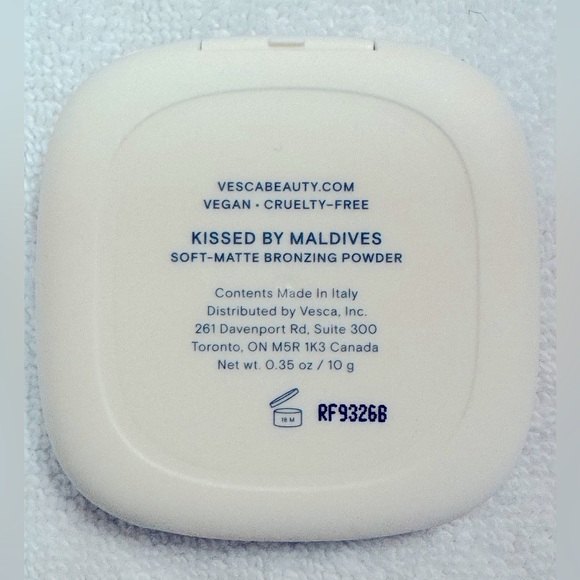 VESCABEAUTY.COM
VEGAN • CRUELTY-FREE
KISSED BY MALDIVES
SOFT-MATTE BRONZING POWDER
Contents Made In Italy
Distributed by Vesca, Inc.
261 Davenport Rd, Suite 300
Toronto, ON M5R 1K3 Canada
Net wt. 0.35 oz / 10 g
18 M
RF9326B